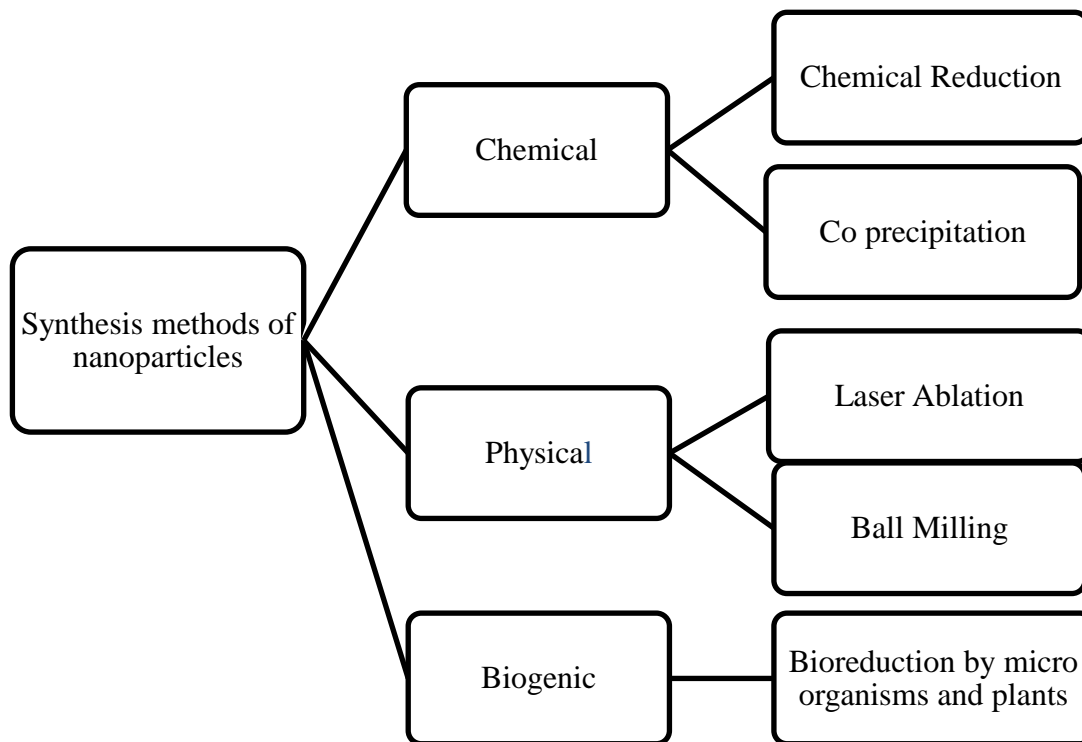 Synthesis methods of
nanoparticles
Chemical
Chemical Reduction
Co precipitation
Physical
Laser Ablation
Ball Milling
Biogenic
Bioreduction by micro
organisms and plants